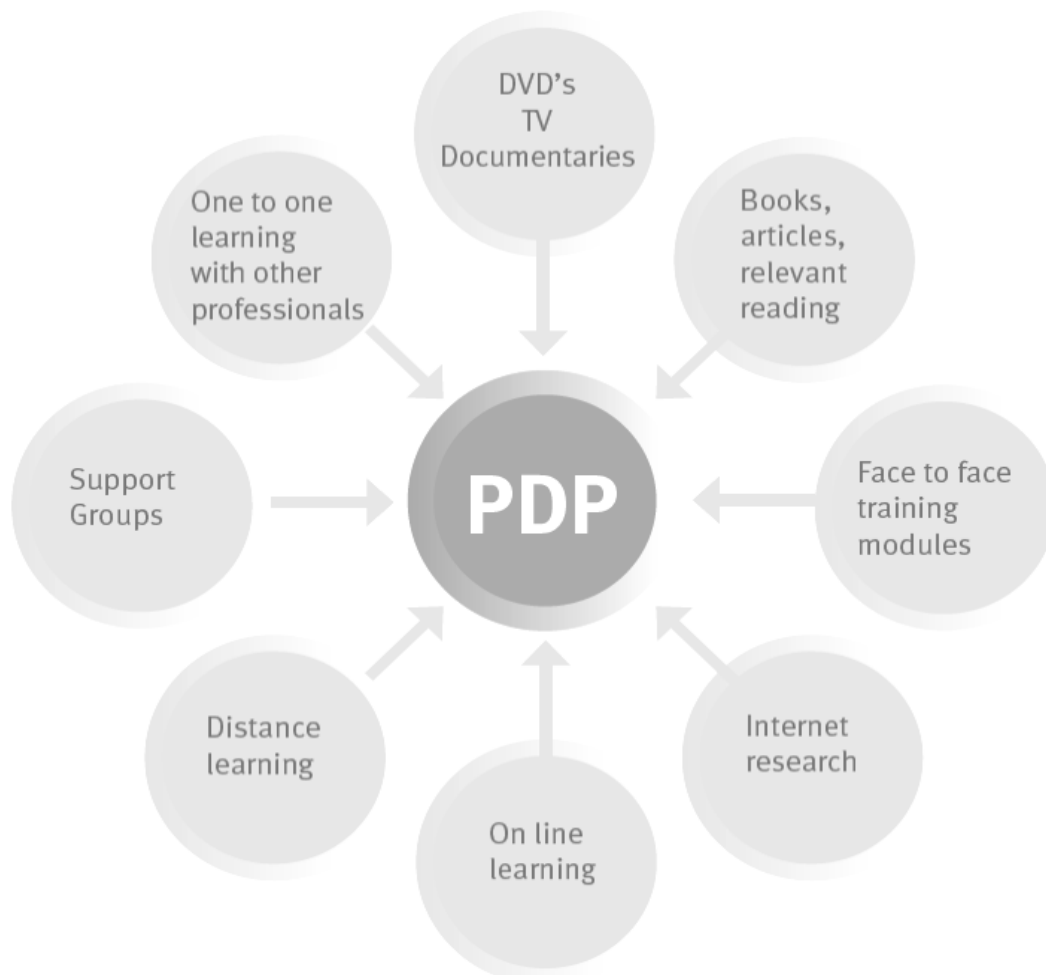 DVD's
TV
Documentaries
One to one
learning
with other
professionals
Books,
articles,
relevant
reading
Support
Groups
PDP
Face to face
training
modules
Distance
learning
Internet
research
On line
learning